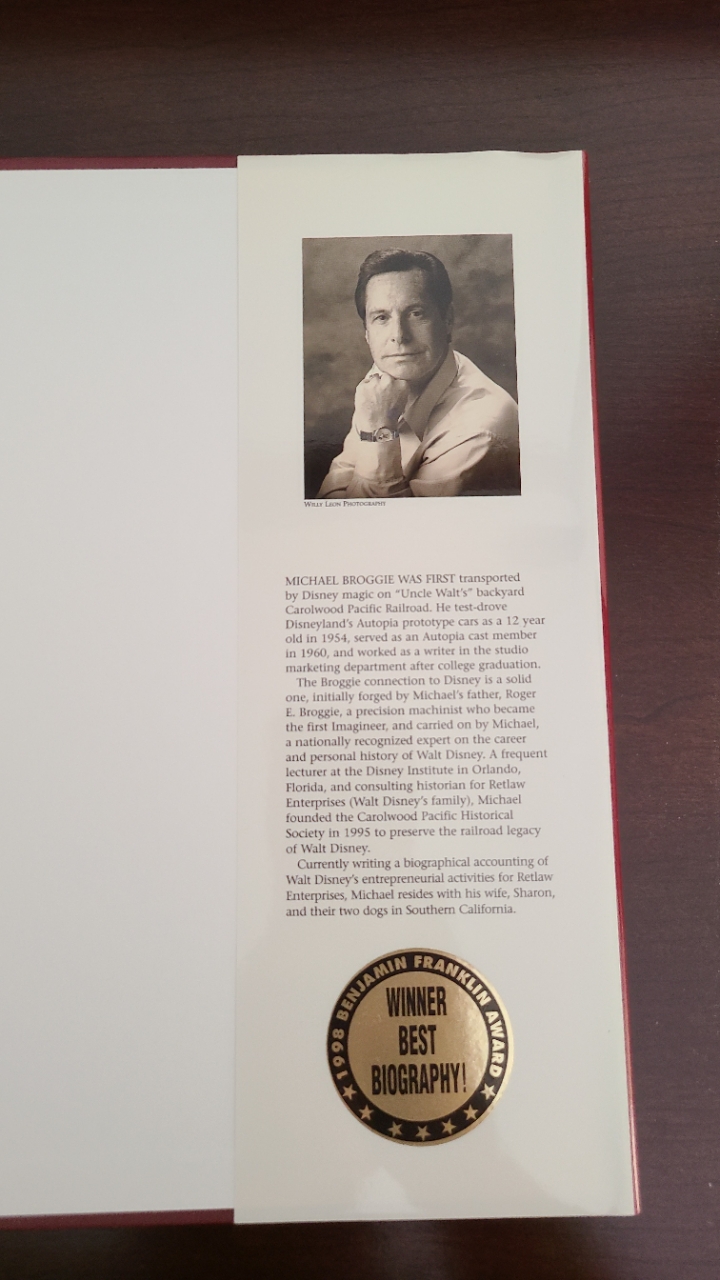 WILLY LEON PHOTOGRAPHY
MICHAEL BROGGIE WAS FIRST transported
by Disney magic on “Uncle Walt’s” backyard
Carolwood Pacific Railroad. He test-drove
Disneyland’s Autopia prototype cars as a 12 year
old in 1954, served as an Autopia cast member
in 1960, and worked as a writer in the studio
marketing department after college graduation.
The Broggie connection to Disney is a solid
one, initially forged by Michael’s father, Roger
E. Broggie, a precision machinist who became
the first Imagineer, and carried on by Michael,
a nationally recognized expert on the career
and personal history of Walt Disney. A frequent
lecturer at the Disney Institute in Orlando,
Florida, and consulting historian for Retlaw
Enterprises (Walt Disney’s family), Michael
founded the Carolwood Pacific Historical
Society in 1995 to preserve the railroad legacy
of Walt Disney.
Currently writing a biographical accounting of
Walt Disney’s entrepreneurial activities for Retlaw
Enterprises, Michael resides with his wife, Sharon,
and their two dogs in Southern California.
1998 BENJAMIN FRANKLIN AWARD
WINNER
BEST
BIOGRAPHY!